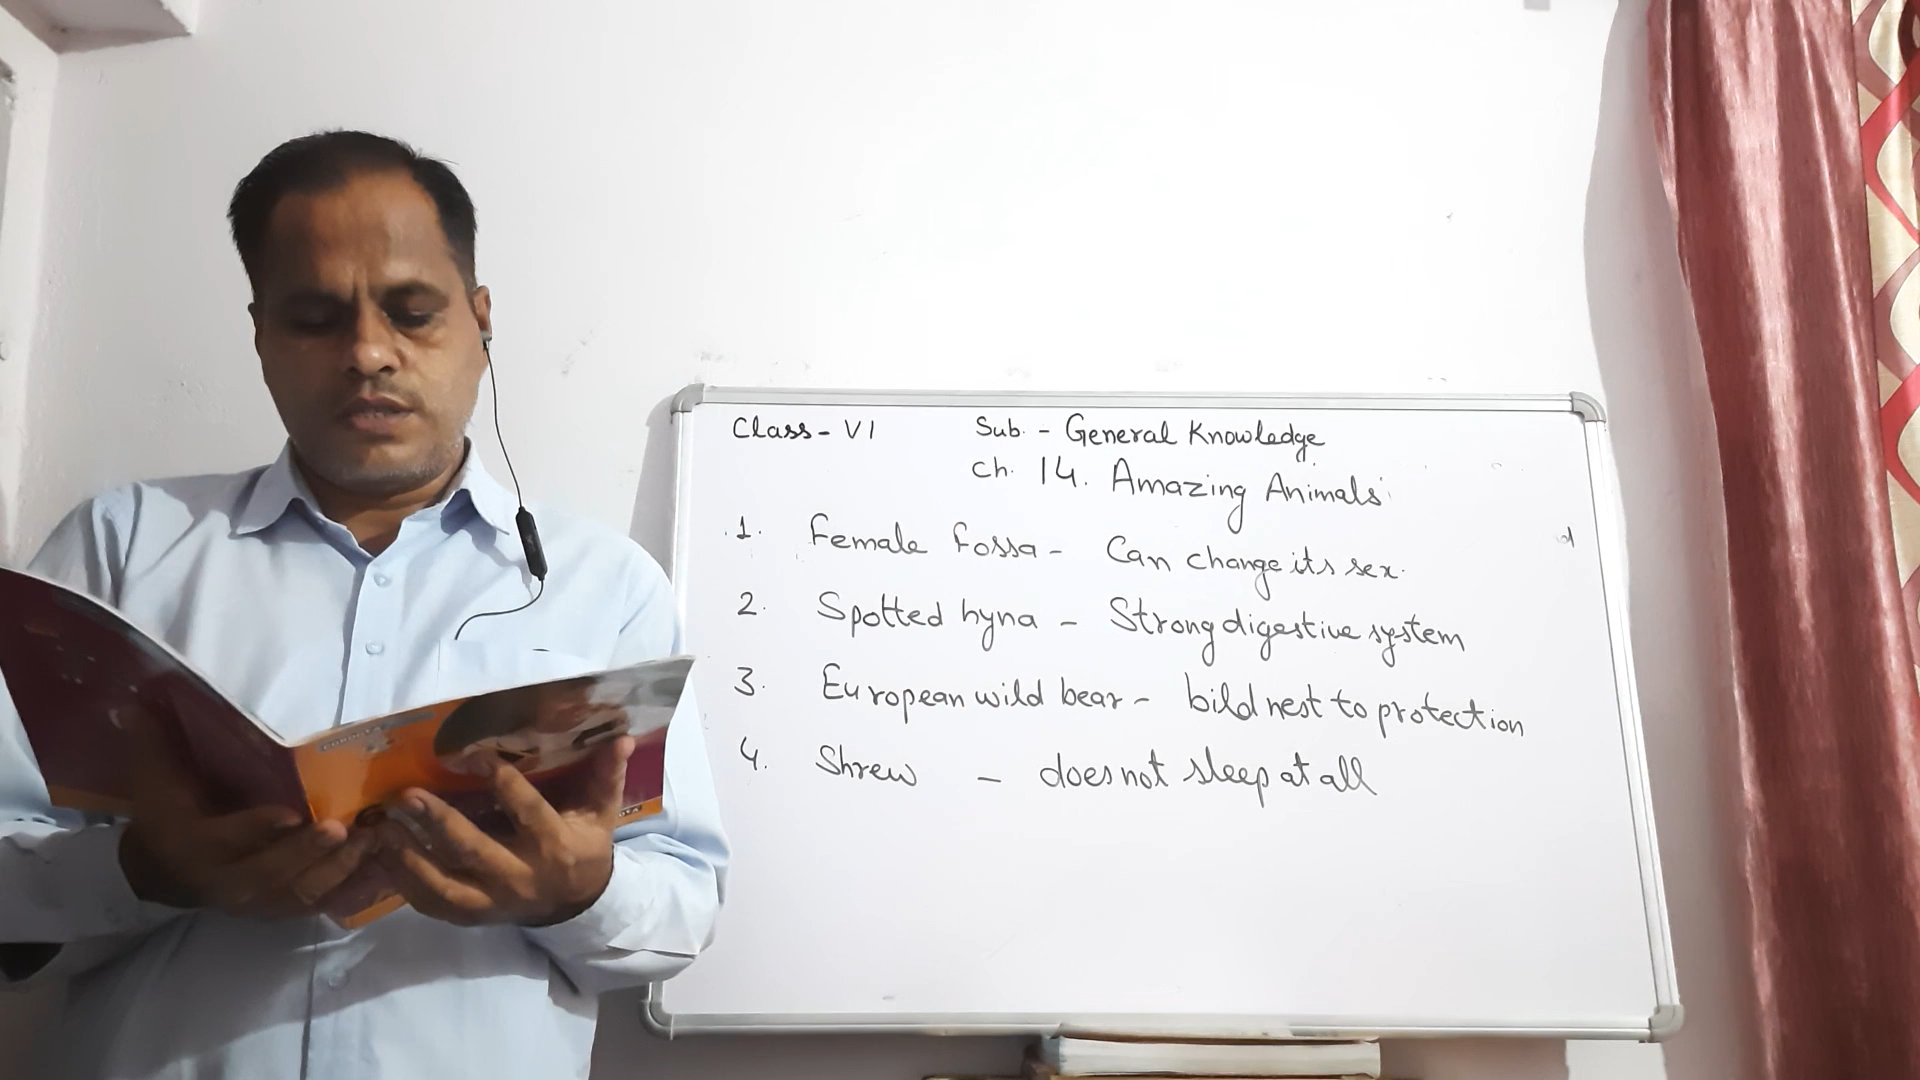 Class - VI Sub. - General Knowledge
Ch. 14. Amazing Animals
1. Female fossa - Can change its sex.
2. Spotted hyna - Strong digestive system
3. European wild bear - bild nest to protection
4. Shrew - does not sleep at all